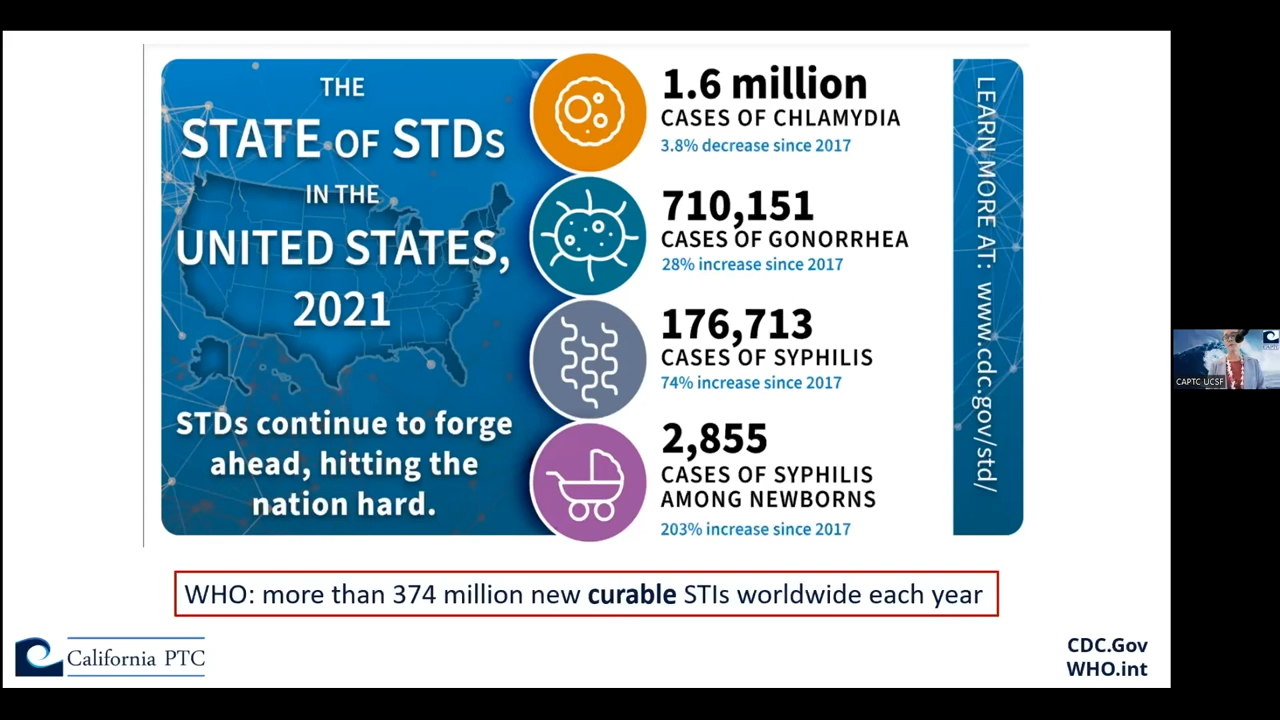 THE
STATE OF STDs
IN THE
UNITED STATES,
2021
STDs continue to forge
ahead, hitting the
nation hard.
1.6 million
CASES OF CHLAMYDIA
3.8% decrease since 2017
710,151
CASES OF GONORRHEA
28% increase since 2017
176,713
CASES OF SYPHILIS
74% increase since 2017
2,855
CASES OF SYPHILIS
AMONG NEWBORNS
203% increase since 2017
LEARN MORE AT: www.cdc.gov/std/
WHO: more than 374 million new curable STIs worldwide each year
California PTC
CDC.Gov
WHO.int
CAPTC UCSF